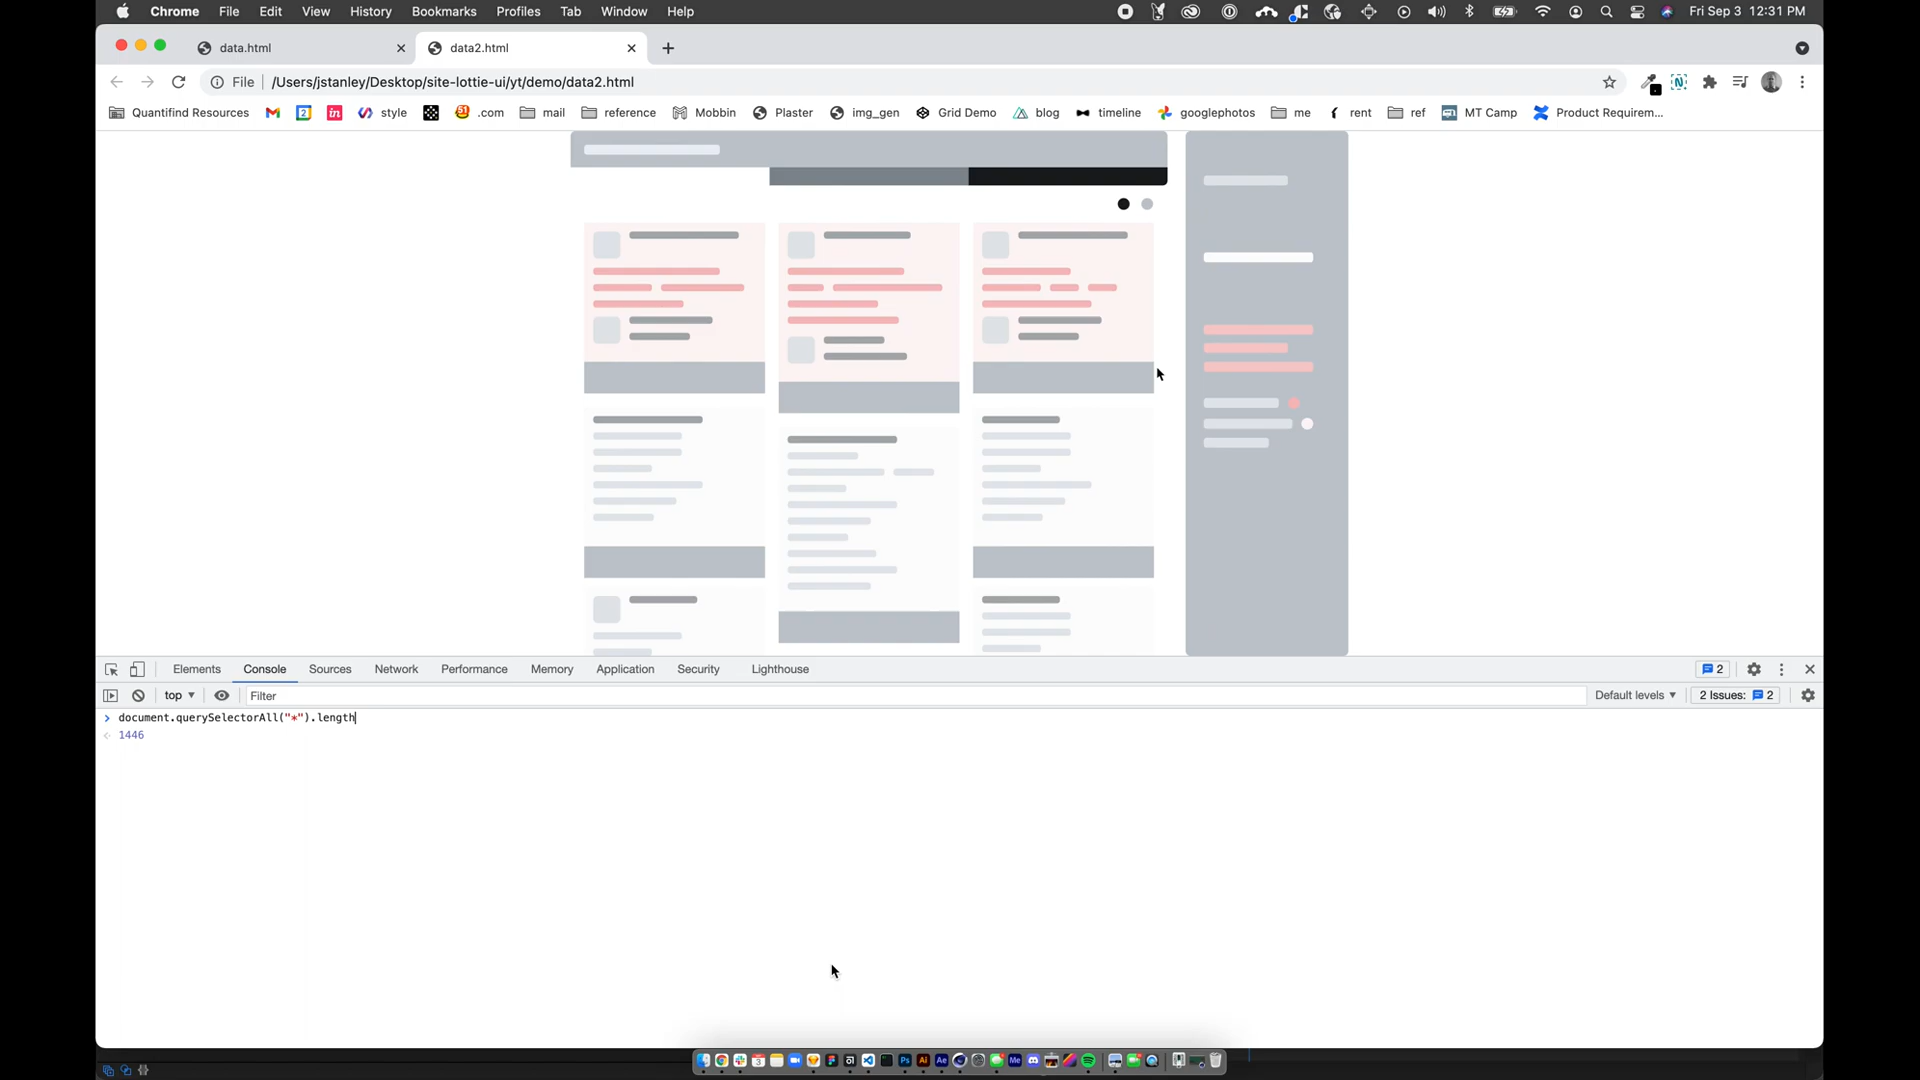 Chrome File Edit View History Bookmarks Profiles Tab Window Help Fri Sep 3 12:31 PM
data.html data2.html
File /Users/jstanley/Desktop/site-lottie-ui/yt/demo/data2.html
Quantifind Resources style .com mail reference Mobbin Plaster img_gen Grid Demo blog timeline googlephotos me rent ref MT Camp Product Requirem...
Elements Console Sources Network Performance Memory Application Security Lighthouse 2
top Filter Default levels 2 Issues: 2
document.querySelectorAll("*").length
1446